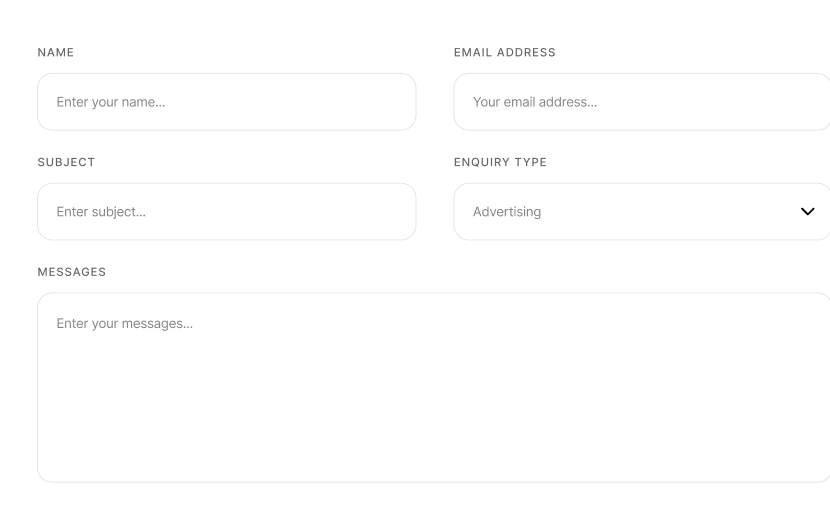 NAME
EMAIL ADDRESS
Enter your name...
Your email address...
SUBJECT
ENQUIRY TYPE
Enter subject...
Advertising
MESSAGES
Enter your messages...